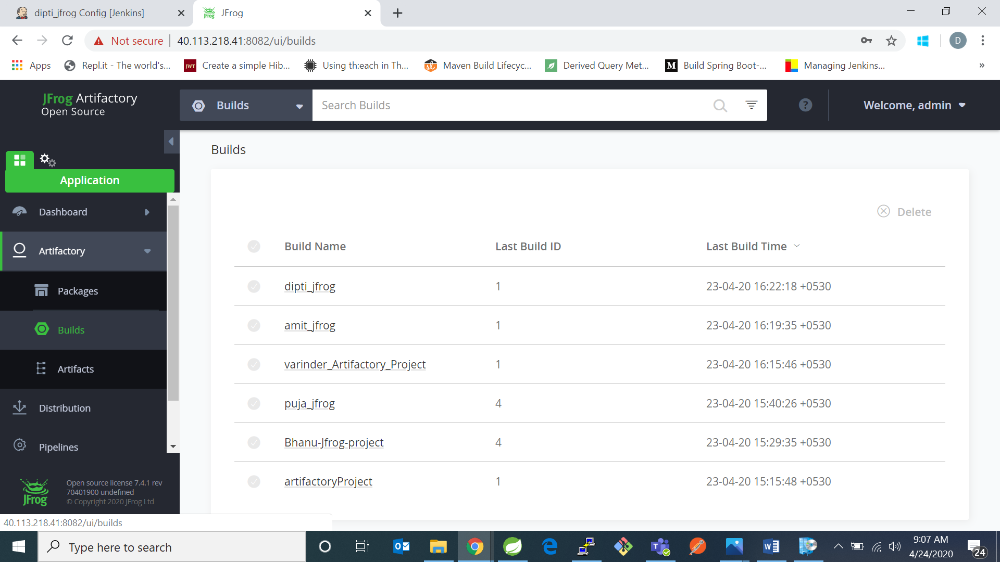 dipti_jfrog Config [Jenkins]
JFrog
Not secure
40.113.218.41:8082/ui/builds
D
Apps
Repl.it - The world's...
Create a simple Hib...
Using th:each in Th...
Maven Build Lifecyc...
Derived Query Met...
Build Spring Boot-...
Managing Jenkins...
»
JFrog Artifactory
Open Source
Builds
Search Builds
?
Welcome, admin
Application
Dashboard
Artifactory
Packages
Builds
Artifacts
Distribution
Pipelines
JFrog
Open source license 7.4.1 rev
70401900 undefined
© Copyright 2020 JFrog Ltd
Builds
Delete
Build Name Last Build ID Last Build Time
dipti_jfrog 1 23-04-20 16:22:18 +0530
amit_jfrog 1 23-04-20 16:19:35 +0530
varinder_Artifactory_Project 1 23-04-20 16:15:46 +0530
puja_jfrog 4 23-04-20 15:40:26 +0530
Bhanu-Jfrog-project 4 23-04-20 15:29:35 +0530
artifactoryProject 1 23-04-20 15:15:48 +0530
40.113.218.41:8082/ui/builds
Type here to search
9:07 AM
4/24/2020
24